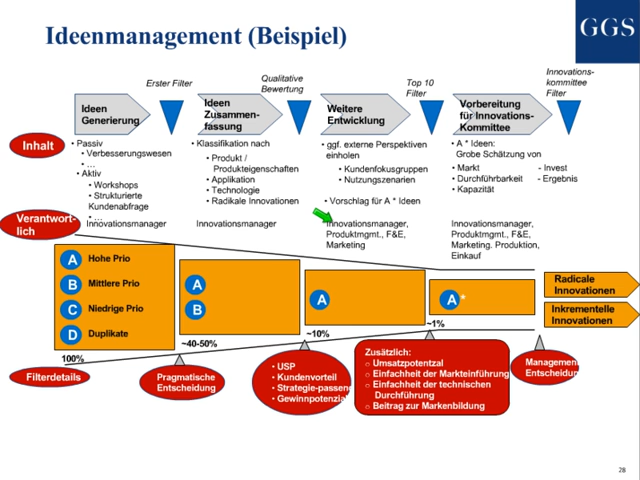 Ideenmanagement (Beispiel)
GGS
Erster Filter
Qualitative
Bewertung
Top 10
Filter
Innovations-
kommittee
Filter
Ideen
Generierung
Ideen
Zusammen-
fassung
Weitere
Entwicklung
Vorbereitung
für Innovations-
Kommittee
Inhalt
• Passiv
• Verbesserungswesen
• …
• Aktiv
• Workshops
• Strukturierte
Kundenabfrage
• …
• Klassifikation nach
• Produkt /
Produkteigenschaften
• Applikation
• Technologie
• Radikale Innovationen
• ggf. externe Perspektiven
einholen
• Kundenfokusgruppen
• Nutzungszenarien
• Vorschlag für A * Ideen
• A * Ideen:
Grobe Schätzung von
• Markt - Invest
• Durchführbarkeit - Ergebnis
• Kapazität
Verantwort-
lich
Innovationsmanager
Innovationsmanager
Innovationsmanager,
Produktmgmt., F&E,
Marketing
Innovationsmanager,
Produktmgmt., F&E,
Marketing. Produktion,
Einkauf
A Hohe Prio
B Mittlere Prio
C Niedrige Prio
D Duplikate
A
B
A
A*
Radicale
Innovationen
Inkrementelle
Innovationen
100%
~40-50%
~10%
~1%
Filterdetails
Pragmatische
Entscheidung
• USP
• Kundenvorteil
• Strategie-passen
• Gewinnpotenzial
Zusätzlich:
o Umsatzpotentzal
o Einfachheit der Markteinführung
o Einfachheit der technischen
Durchführung
o Beitrag zur Markenbildung
Management
Entscheidun
28